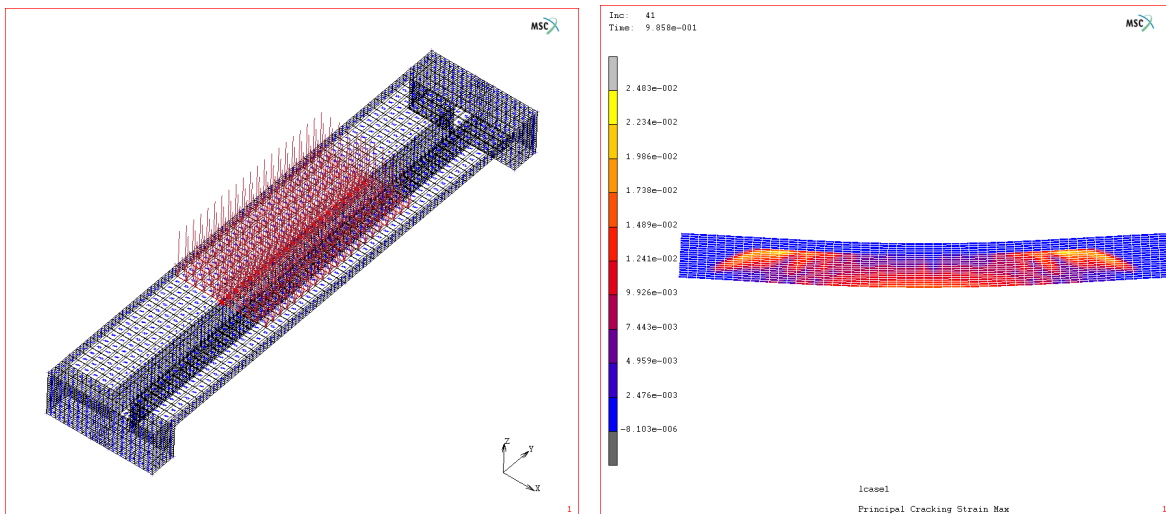 MSC
Z
Y
X
1
Inc: 41
Time: 9.858e-001
MSC
2.483e-002
2.234e-002
1.986e-002
1.738e-002
1.489e-002
1.241e-002
9.926e-003
7.443e-003
4.959e-003
2.476e-003
-8.103e-006
lcase1
Principal Cracking Strain Max
1